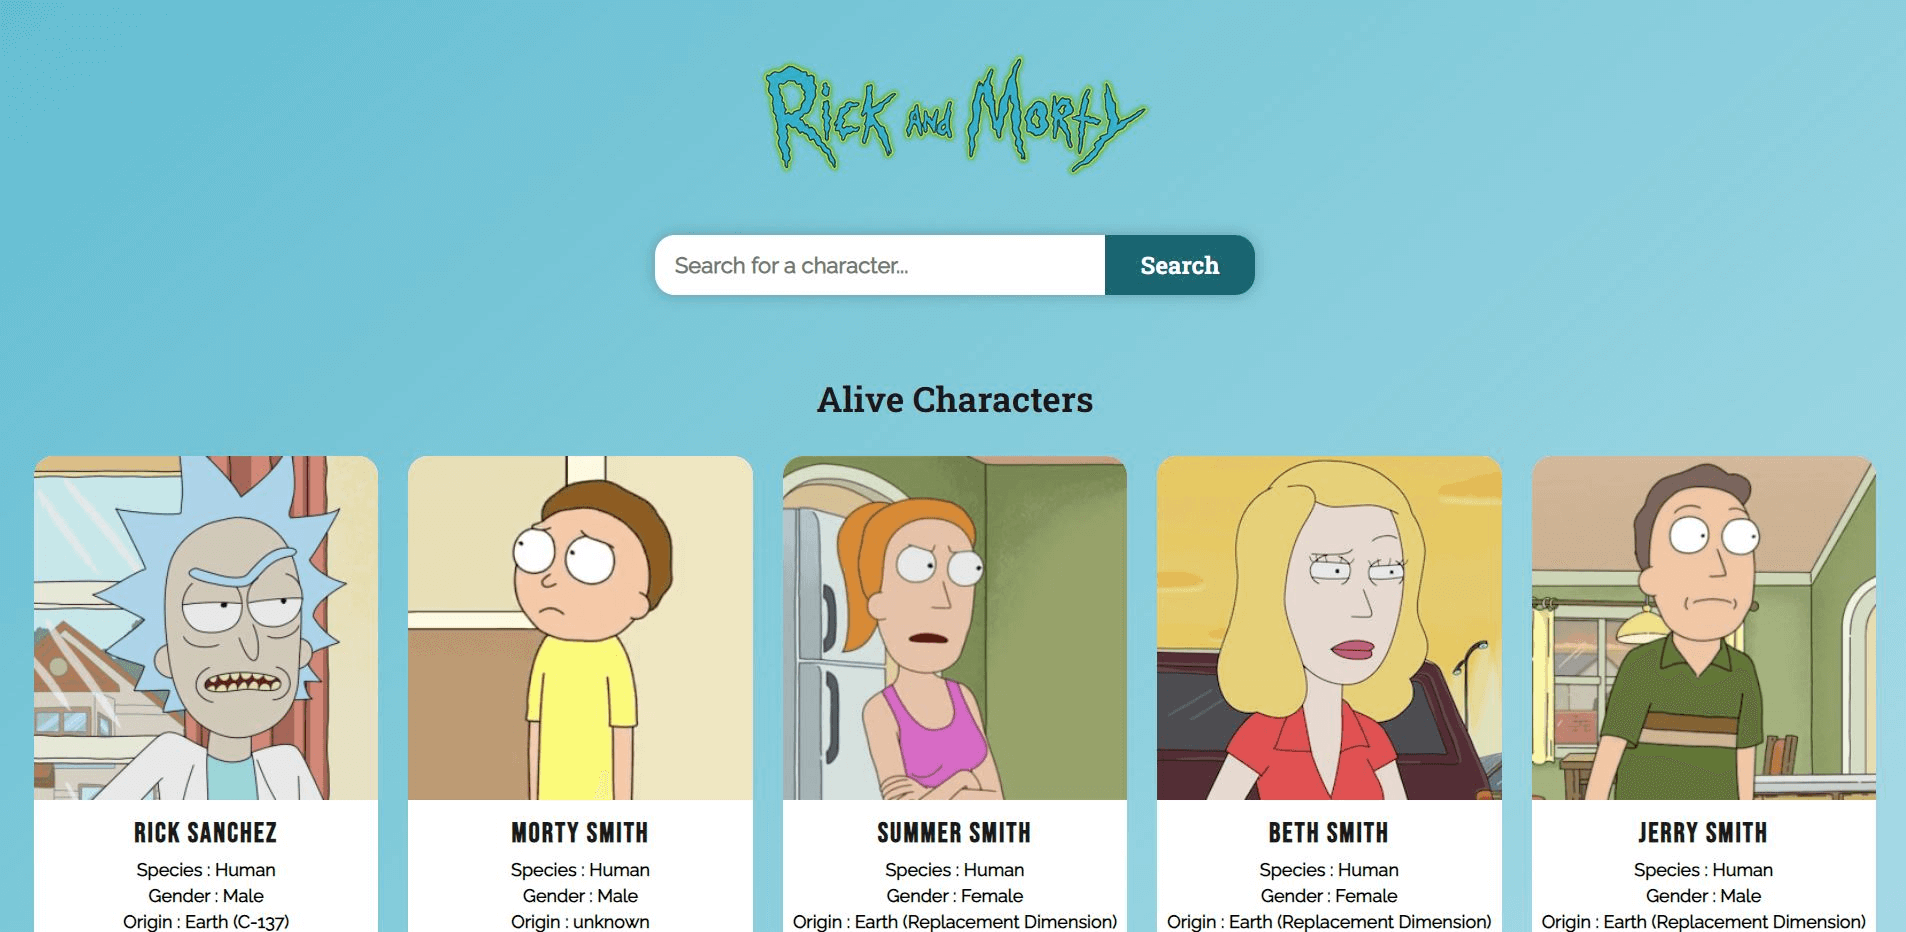 Rick and Morty
Search for a character...
Search
Alive Characters
RICK SANCHEZ
Species : Human
Gender : Male
Origin : Earth (C-137)
MORTY SMITH
Species : Human
Gender : Male
Origin : unknown
SUMMER SMITH
Species : Human
Gender : Female
Origin : Earth (Replacement Dimension)
BETH SMITH
Species : Human
Gender : Female
Origin : Earth (Replacement Dimension)
JERRY SMITH
Species : Human
Gender : Male
Origin : Earth (Replacement Dimension)